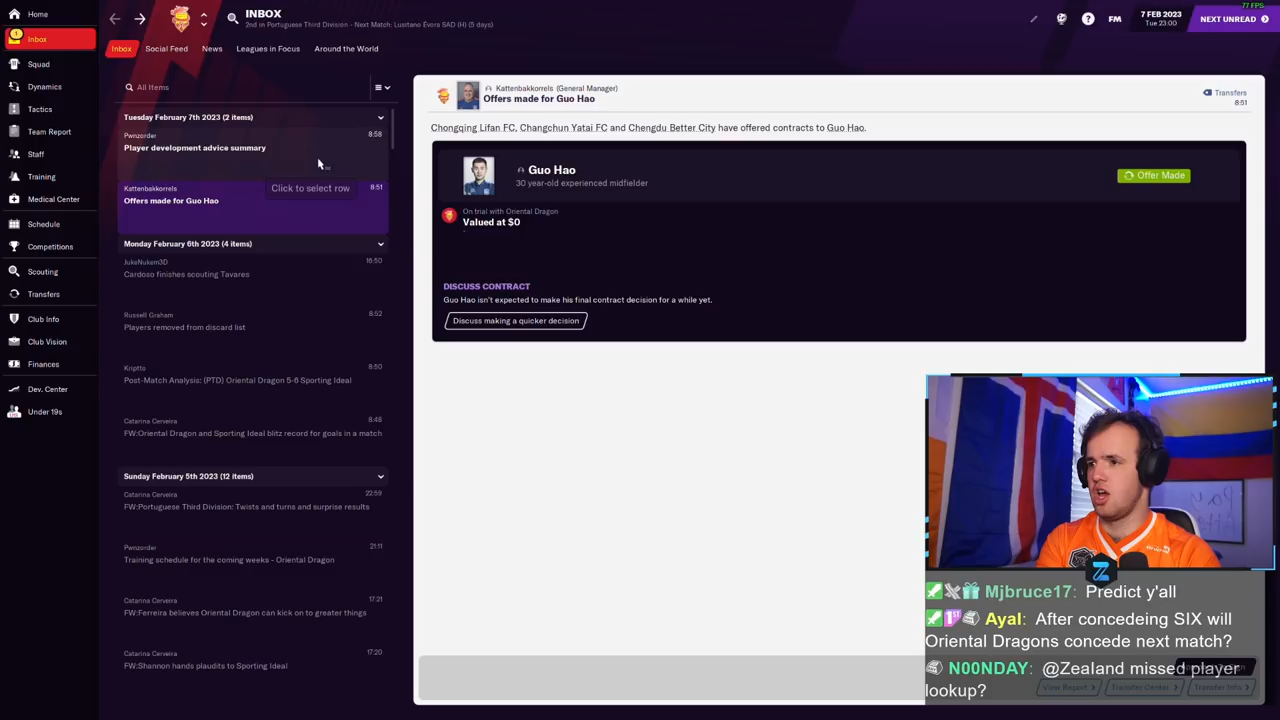 77 FPS
Home
INBOX
2nd in Portuguese Third Division - Next Match: Lusitano Évora SAD (H) (5 days)
FM
7 FEB 2023
Tue 23:00
NEXT UNREAD
1
Inbox
Inbox
Social Feed
News
Leagues in Focus
Around the World
Squad
Dynamics
Tactics
Team Report
Staff
Training
Medical Center
Schedule
Competitions
Scouting
Transfers
Club Info
Club Vision
Finances
Dev. Center
Under 19s
All Items
Tuesday February 7th 2023 (2 items)
Pwnzorder
8:58
Player development advice summary
Kattenbakkorrels
8:51
Offers made for Guo Hao
Click to select row
Monday February 6th 2023 (4 items)
JukeNukem3D
16:50
Cardoso finishes scouting Tavares
Russell Graham
8:52
Players removed from discard list
Kriptto
8:50
Post-Match Analysis: (PTD) Oriental Dragon 5-6 Sporting Ideal
Catarina Cerveira
8:48
FW:Oriental Dragon and Sporting Ideal blitz record for goals in a match
Sunday February 5th 2023 (12 items)
Catarina Cerveira
22:59
FW:Portuguese Third Division: Twists and turns and surprise results
Pwnzorder
21:11
Training schedule for the coming weeks - Oriental Dragon
Catarina Cerveira
17:21
FW:Ferreira believes Oriental Dragon can kick on to greater things
Catarina Cerveira
17:20
FW:Shannon hands plaudits to Sporting Ideal
Kattenbakkorrels (General Manager)
Offers made for Guo Hao
Transfers
8:51
Chongqing Lifan FC, Changchun Yatai FC and Chengdu Better City have offered contracts to Guo Hao.
Guo Hao
30 year-old experienced midfielder
Offer Made
On trial with Oriental Dragon
Valued at $0
DISCUSS CONTRACT
Guo Hao isn't expected to make his final contract decision for a while yet.
Discuss making a quicker decision
Mjbruce17: Predict y'all
Ayal: After concedeing SIX will
Oriental Dragons concede next match?
N00NDAY: @Zealand missed player
lookup?
View Report
Transfer Center
Transfer Info